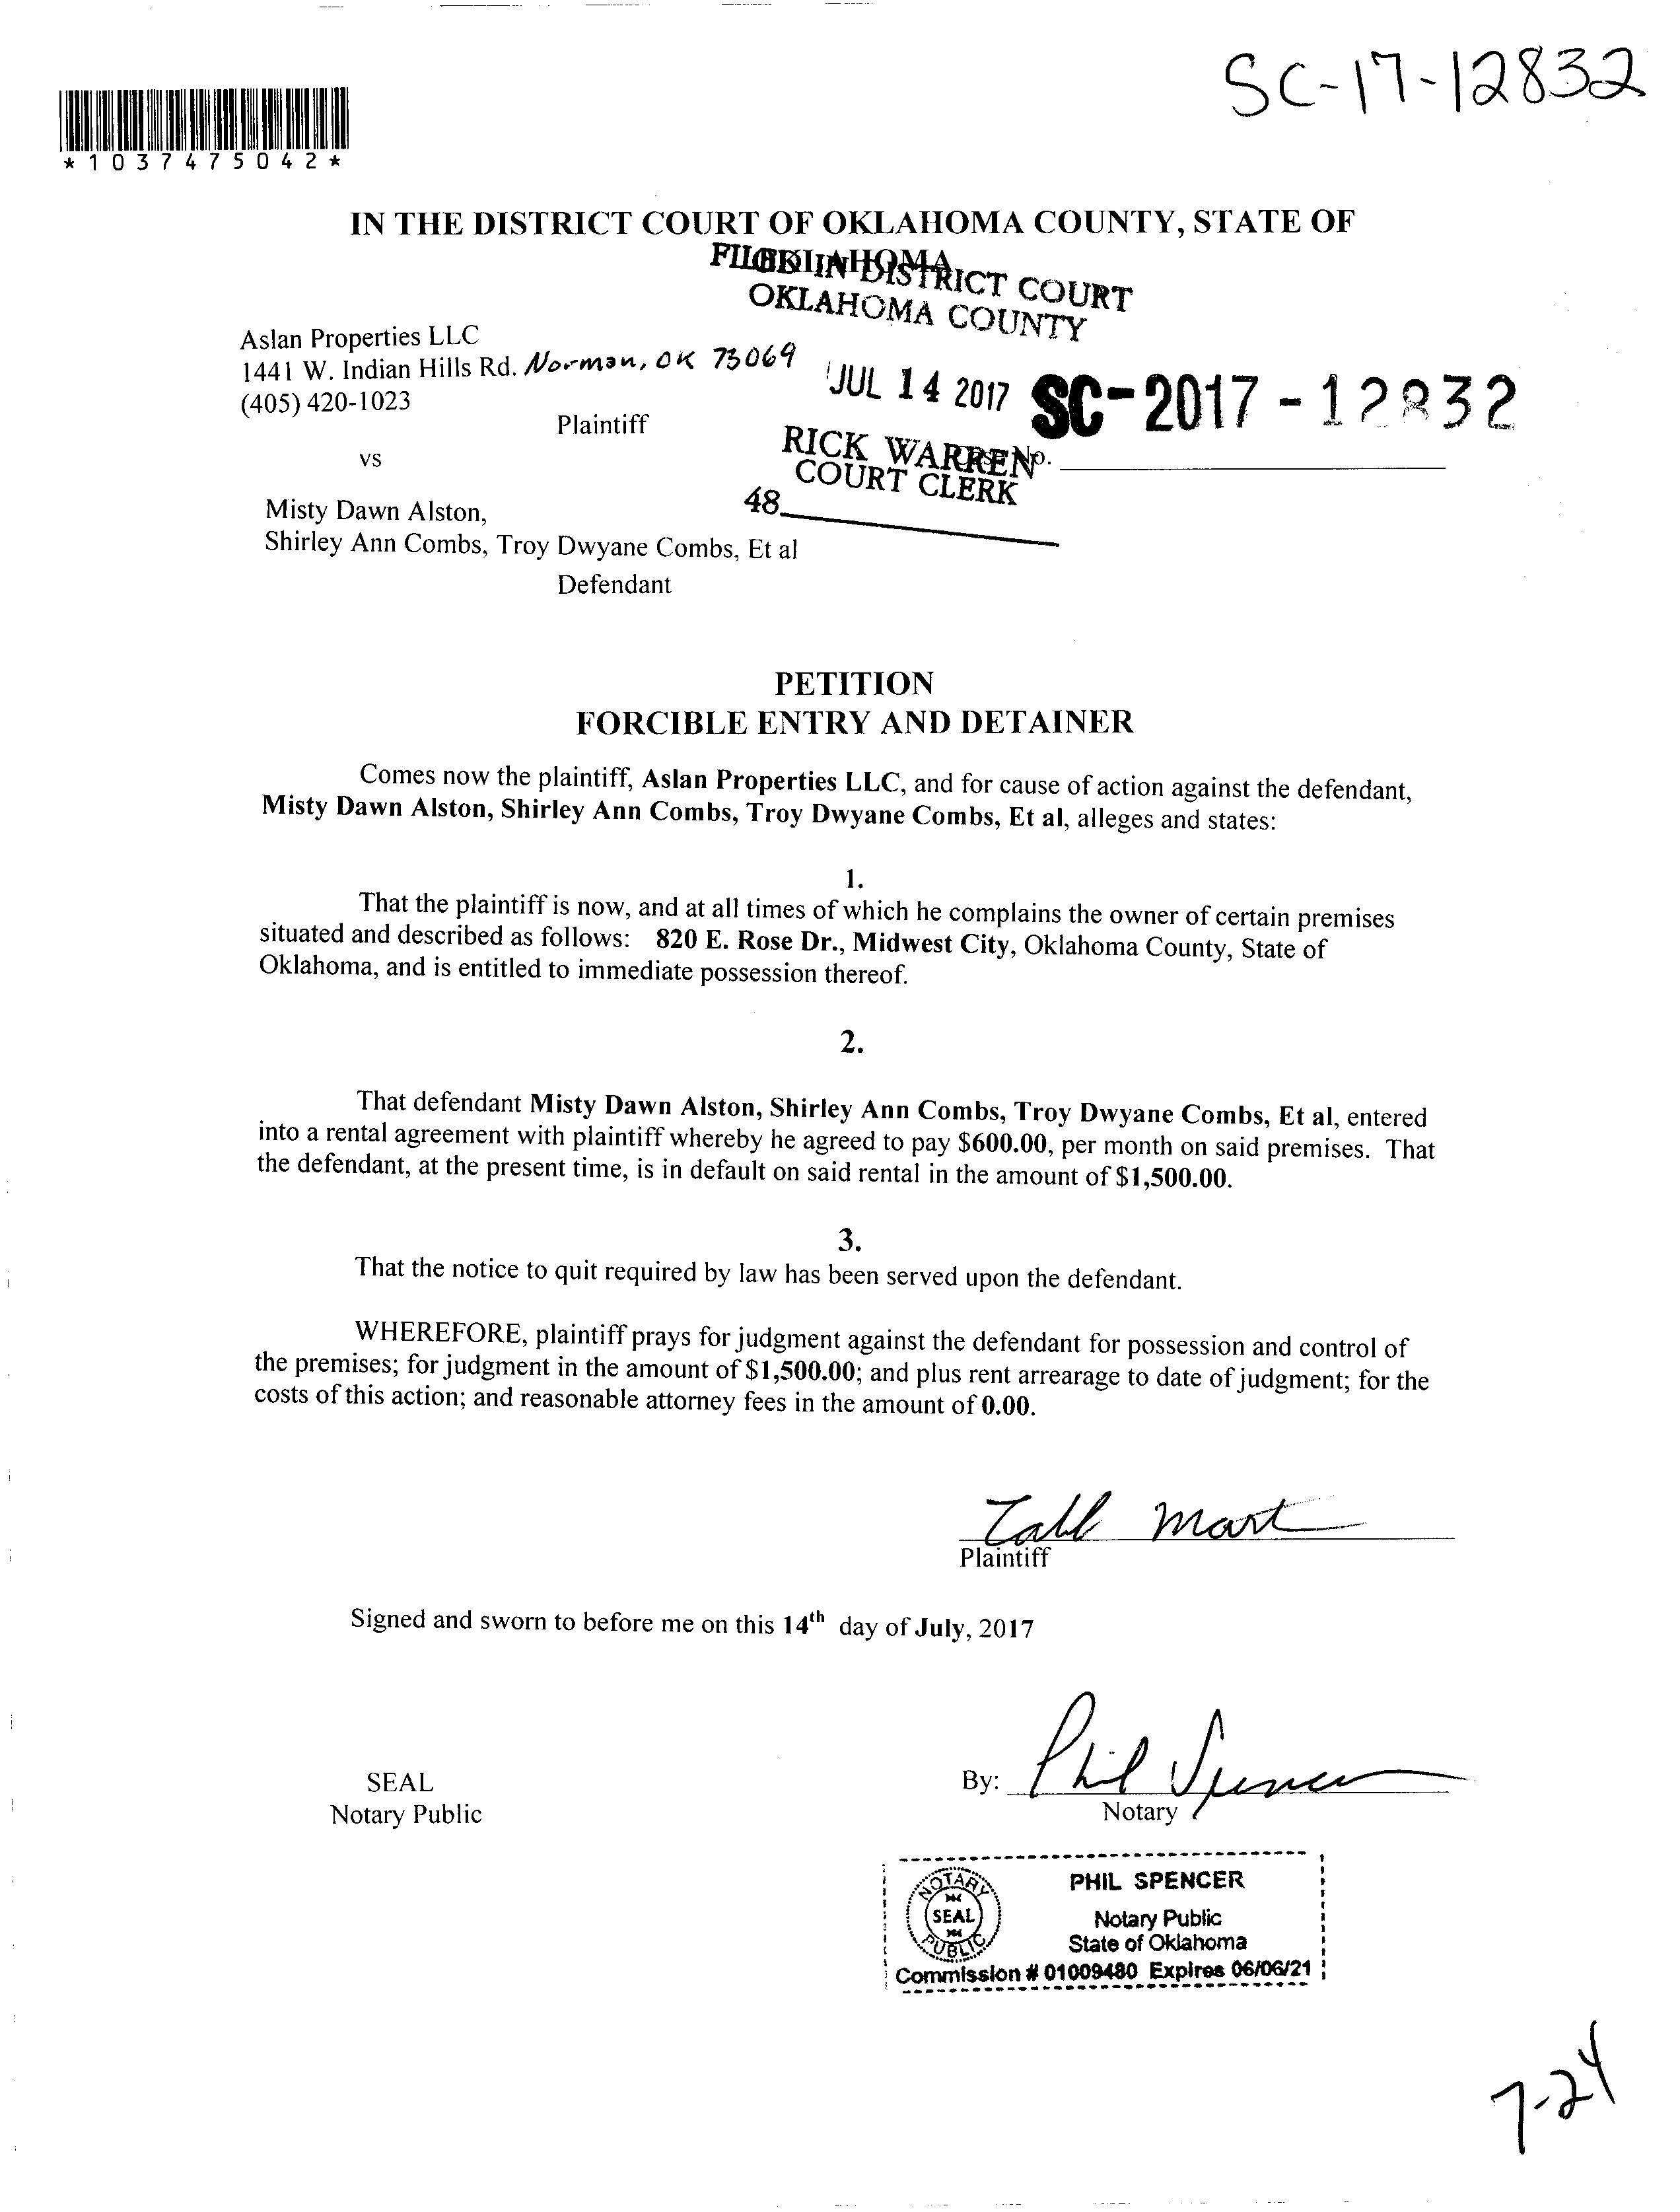 SC-17-12832
*1037475042*
IN THE DISTRICT COURT OF OKLAHOMA COUNTY, STATE OF
OKLAHOMA
FILED IN DISTRICT COURT
OKLAHOMA COUNTY
Aslan Properties LLC
1441 W. Indian Hills Rd. Norman, OK 73069
(405) 420-1023
JUL 14 2017 SC-2017-12832
Plaintiff
RICK WARREN
Case No.
vs
COURT CLERK
48
Misty Dawn Alston,
Shirley Ann Combs, Troy Dwyane Combs, Et al
Defendant
PETITION
FORCIBLE ENTRY AND DETAINER
Comes now the plaintiff, Aslan Properties LLC, and for cause of action against the defendant,
Misty Dawn Alston, Shirley Ann Combs, Troy Dwyane Combs, Et al, alleges and states:
1.
That the plaintiff is now, and at all times of which he complains the owner of certain premises
situated and described as follows: 820 E. Rose Dr., Midwest City, Oklahoma County, State of
Oklahoma, and is entitled to immediate possession thereof.
2.
That defendant Misty Dawn Alston, Shirley Ann Combs, Troy Dwyane Combs, Et al, entered
into a rental agreement with plaintiff whereby he agreed to pay $600.00, per month on said premises. That
the defendant, at the present time, is in default on said rental in the amount of $1,500.00.
3.
That the notice to quit required by law has been served upon the defendant.
WHEREFORE, plaintiff prays for judgment against the defendant for possession and control of
the premises; for judgment in the amount of $1,500.00; and plus rent arrearage to date of judgment; for the
costs of this action; and reasonable attorney fees in the amount of 0.00.
Plaintiff
Signed and sworn to before me on this 14th day of July, 2017
SEAL
Notary Public
By: Phil Spencer
Notary
NOTARY
SEAL
PUBLIC
PHIL SPENCER
Notary Public
State of Oklahoma
Commission # 01009480 Expires 06/06/21
7-24